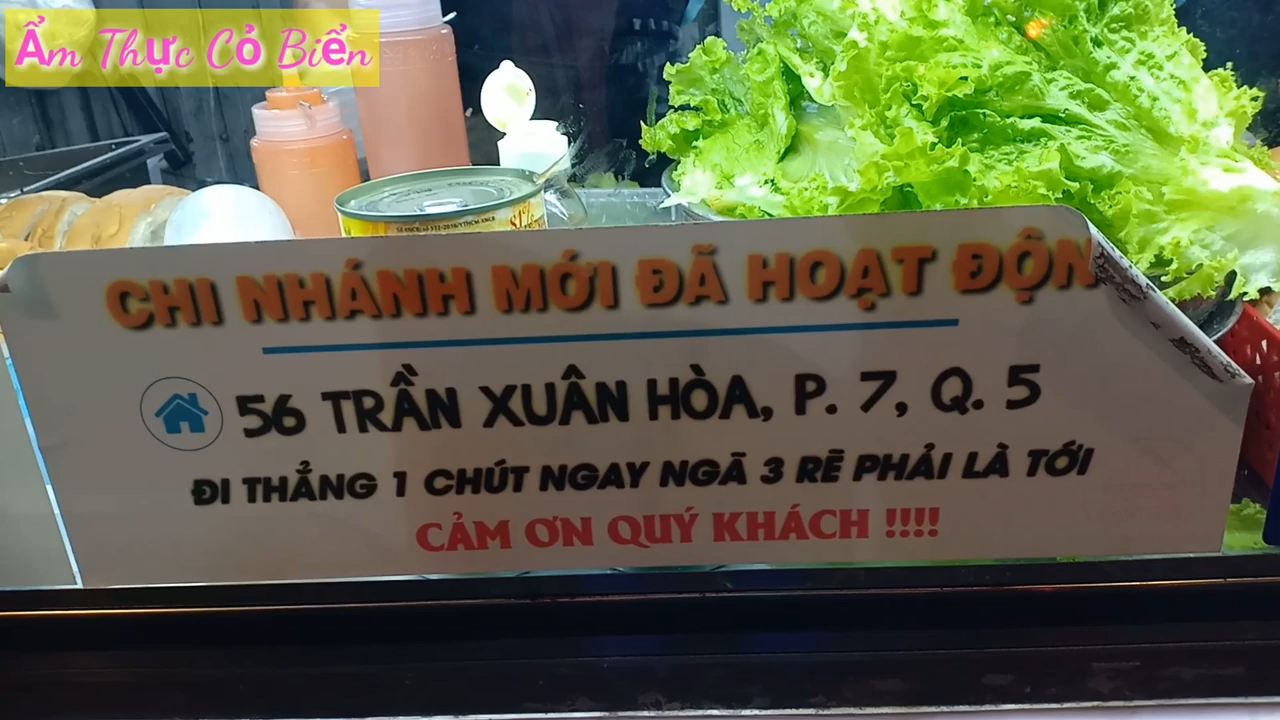 Ẩm Thực Cỏ Biển
CHI NHÁNH MỚI ĐÃ HOẠT ĐỘN
56 TRẦN XUÂN HÒA, P. 7, Q. 5
ĐI THẲNG 1 CHÚT NGAY NGÃ 3 RẼ PHẢI LÀ TỚI
CẢM ƠN QUÝ KHÁCH !!!!